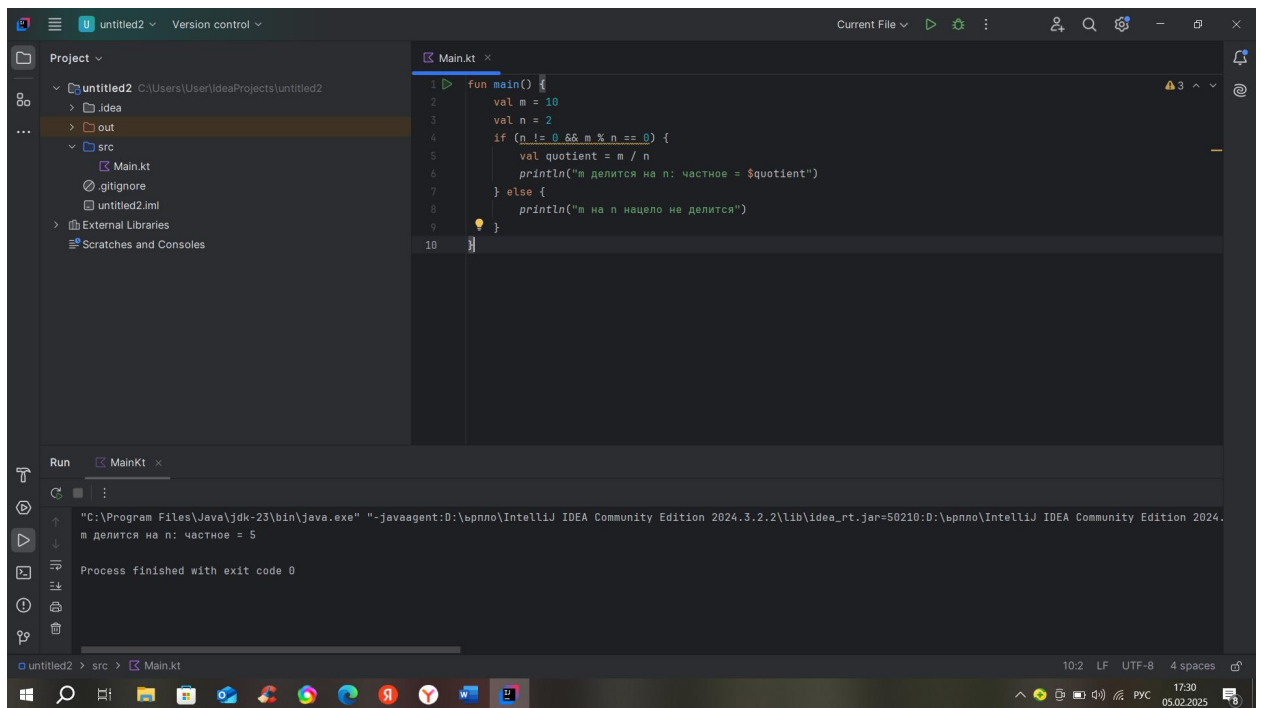 U untitled2 Version control Current File
Project
Main.kt
untitled2 C:\Users\User\IdeaProjects\untitled2
.idea
out
src
Main.kt
.gitignore
untitled2.iml
External Libraries
Scratches and Consoles
1 fun main() {
2 val m = 10
3 val n = 2
4 if (n != 0 && m % n == 0) {
5 val quotient = m / n
6 println("m делится на n: частное = $quotient")
7 } else {
8 println("m на n нацело не делится")
9 }
10 }
3
Run MainKt
"C:\Program Files\Java\jdk-23\bin\java.exe" "-javaagent:D:\ьрпло\IntelliJ IDEA Community Edition 2024.3.2.2\lib\idea_rt.jar=50210:D:\ьрпло\IntelliJ IDEA Community Edition 2024.
m делится на n: частное = 5
Process finished with exit code 0
untitled2 > src > Main.kt 10:2 LF UTF-8 4 spaces
РУС 17:30
05.02.2025
8